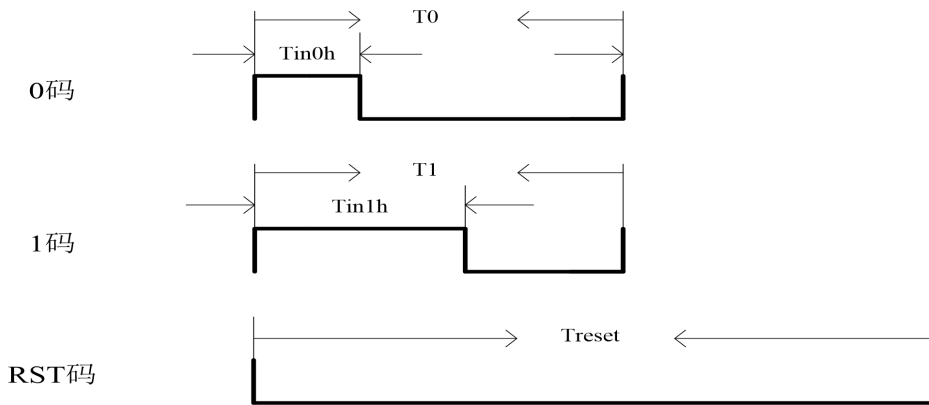 T0
Tin0h
0码
T1
Tin1h
1码
Treset
RST码